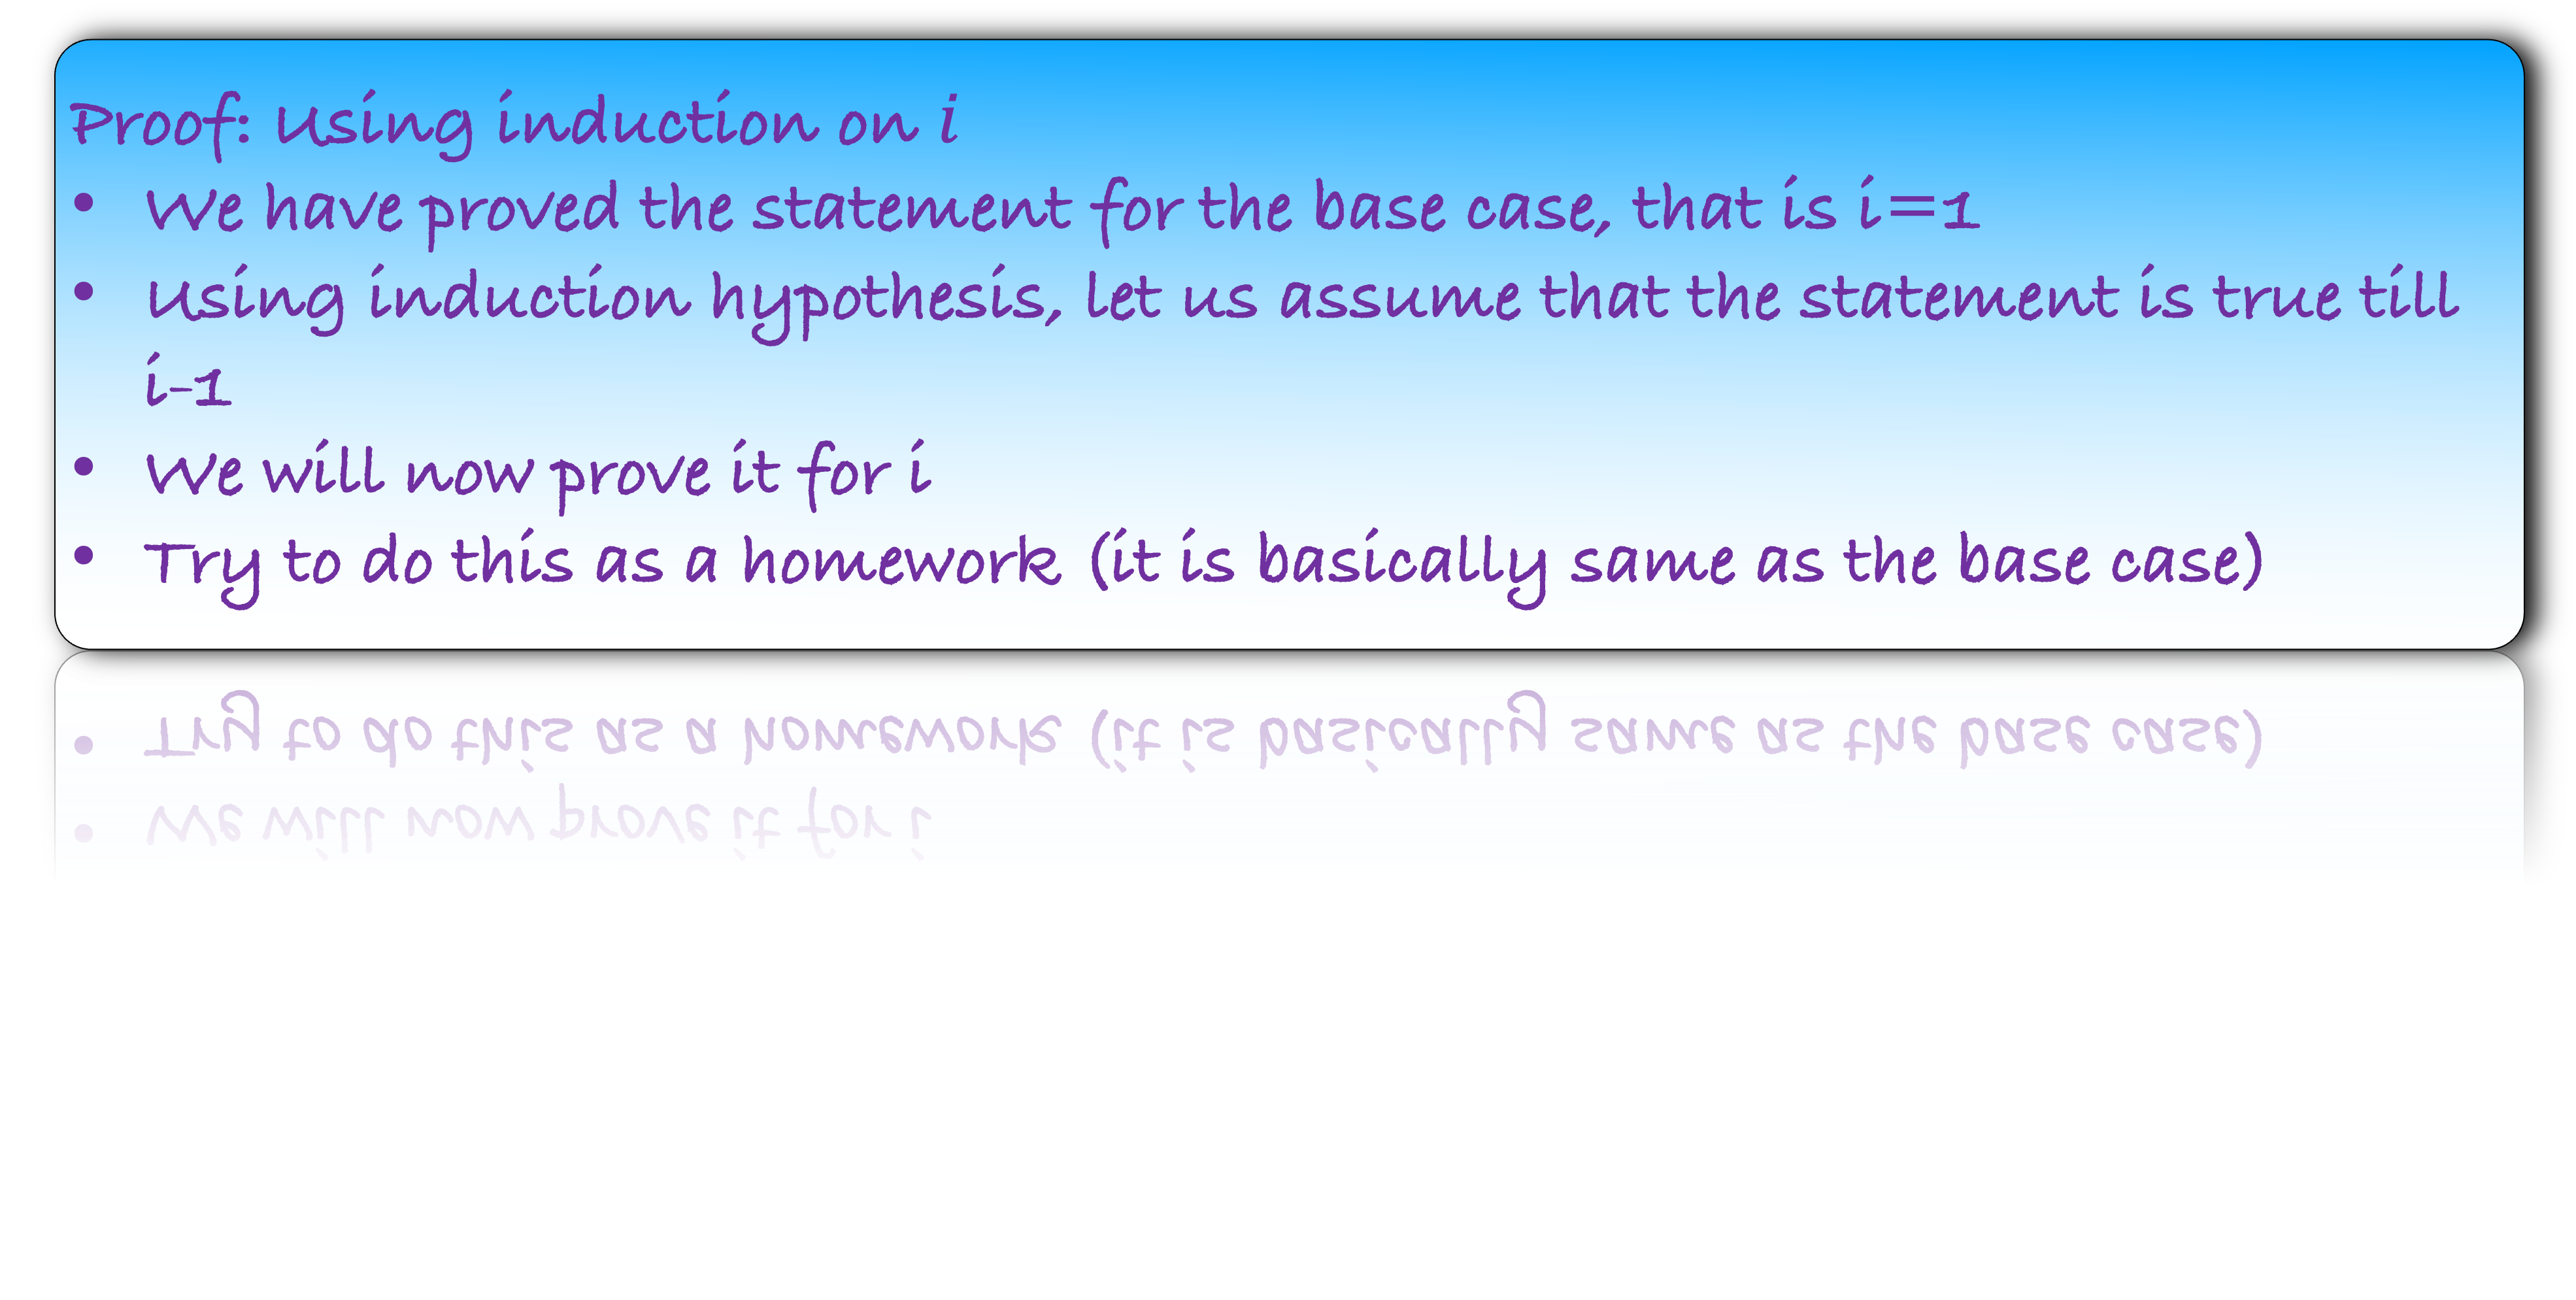 Proof: Using induction on i
• We have proved the statement for the base case, that is i=1
• Using induction hypothesis, let us assume that the statement is true till
i-1
• We will now prove it for i
• Try to do this as a homework (it is basically same as the base case)